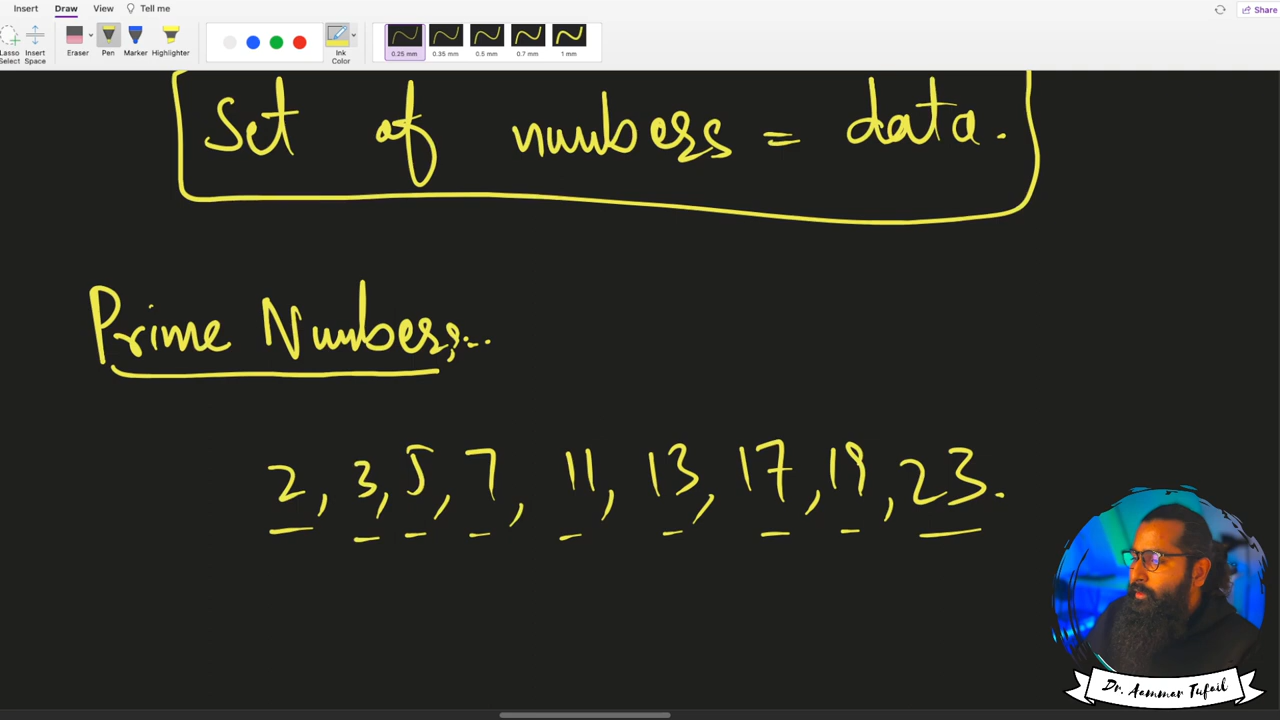 Insert Draw View Tell me
Share
Lasso Select
Insert Space
Eraser
Pen
Marker
Highlighter
Ink Color
0.25 mm
0.35 mm
0.5 mm
0.7 mm
1 mm
Set of numbers = data.
Prime Numbers;...
2, 3, 5, 7, 11, 13, 17, 19, 23.
Dr. Aammar Tufail